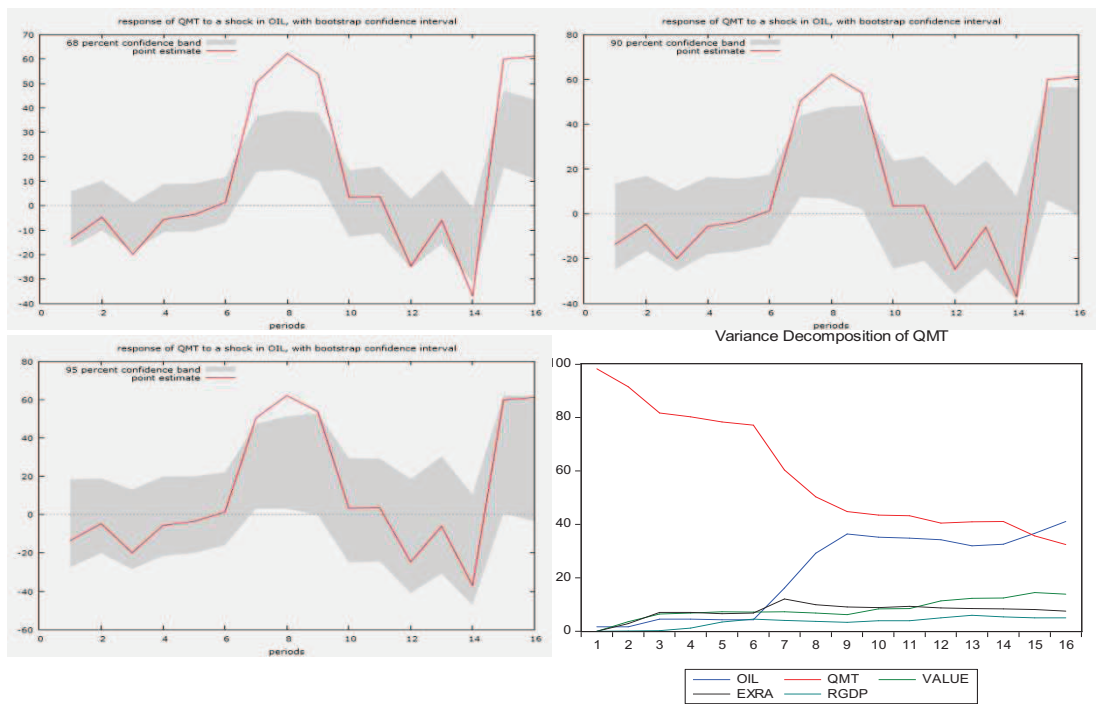 response of QMT to a shock in OIL, with bootstrap confidence interval
68 percent confidence band
point estimate
70
60
50
40
30
20
10
0
-10
-20
-30
-40
0 2 4 6 8 10 12 14 16
periods
response of QMT to a shock in OIL, with bootstrap confidence interval
90 percent confidence band
point estimate
80
60
40
20
0
-20
-40
0 2 4 6 8 10 12 14 16
periods
response of QMT to a shock in OIL, with bootstrap confidence interval
95 percent confidence band
point estimate
80
60
40
20
0
-20
-40
-60
0 2 4 6 8 10 12 14 16
periods
Variance Decomposition of QMT
100
80
60
40
20
0
1 2 3 4 5 6 7 8 9 10 11 12 13 14 15 16
OIL QMT VALUE
EXRA RGDP